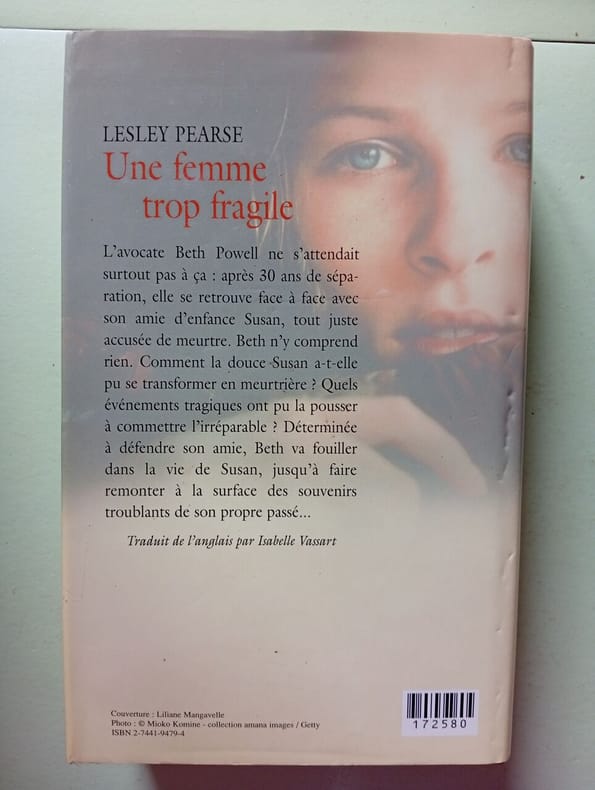 LESLEY PEARSE
Une femme
trop fragile
L'avocate Beth Powell ne s'attendait
surtout pas à ça : après 30 ans de sépa-
ration, elle se retrouve face à face avec
son amie d'enfance Susan, tout juste
accusée de meurtre. Beth n'y comprend
rien. Comment la douce Susan a-t-elle
pu se transformer en meurtrière ? Quels
événements tragiques ont pu la pousser
à commettre l'irréparable ? Déterminée
à défendre son amie, Beth va fouiller
dans la vie de Susan, jusqu'à faire
remonter à la surface des souvenirs
troublants de son propre passé...
Traduit de l'anglais par Isabelle Vassart
Couverture : Liliane Mangavelle
Photo : © Mioko Komine - collection amana images / Getty
ISBN 2-7441-9479-4
172580